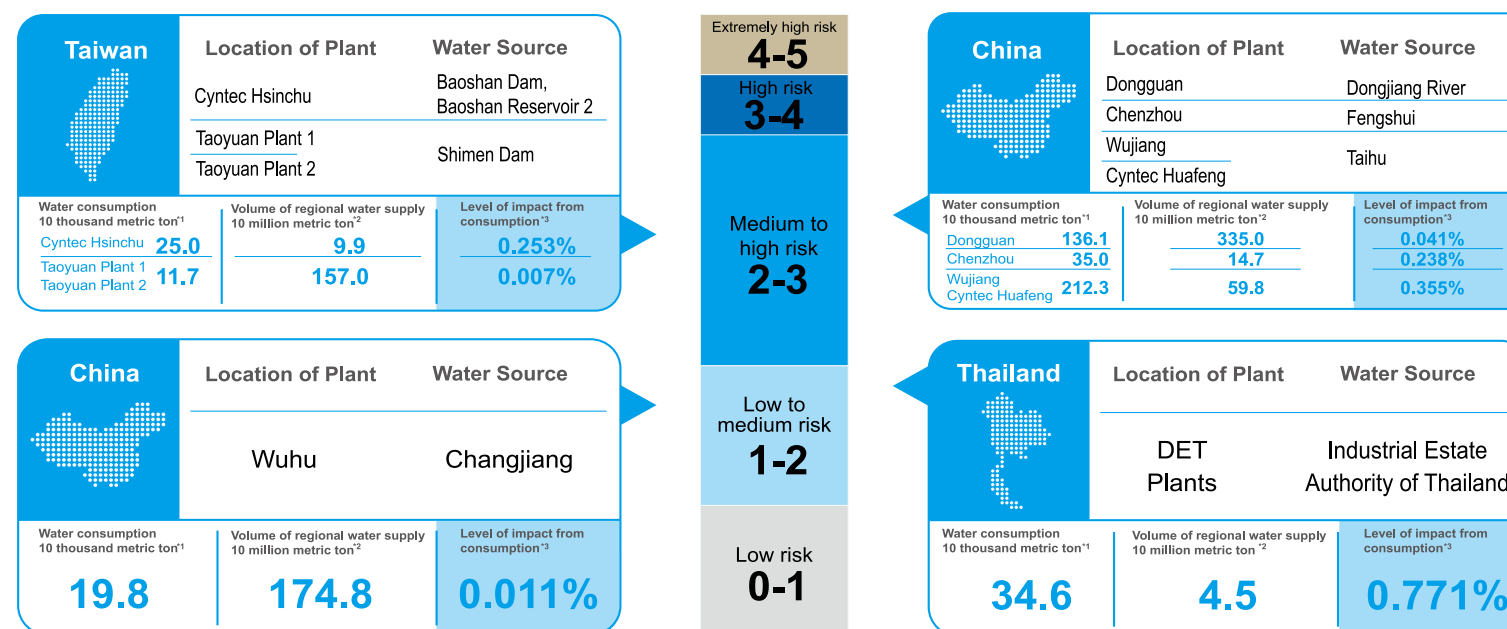 Taiwan
Location of Plant
Water Source
Cyntec Hsinchu
Baoshan Dam,
Baoshan Reservoir 2
Taoyuan Plant 1
Taoyuan Plant 2
Shimen Dam
Water consumption
10 thousand metric ton*1
Volume of regional water supply
10 million metric ton*2
Level of impact from
consumption*3
Cyntec Hsinchu 25.0
9.9
0.253%
Taoyuan Plant 1
Taoyuan Plant 2
11.7
157.0
0.007%
China
Location of Plant
Water Source
Wuhu
Changjiang
Water consumption
10 thousand metric ton*1
Volume of regional water supply
10 million metric ton*2
Level of impact from
consumption*3
19.8
174.8
0.011%
Extremely high risk
4-5
High risk
3-4
Medium to
high risk
2-3
Low to
medium risk
1-2
Low risk
0-1
China
Location of Plant
Water Source
Dongguan
Dongjiang River
Chenzhou
Fengshui
Wujiang
Cyntec Huafeng
Taihu
Water consumption
10 thousand metric ton*1
Volume of regional water supply
10 million metric ton*2
Level of impact from
consumption*3
Dongguan 136.1
335.0
0.041%
Chenzhou 35.0
14.7
0.238%
Wujiang
Cyntec Huafeng
212.3
59.8
0.355%
Thailand
Location of Plant
Water Source
DET
Plants
Industrial Estate
Authority of Thailand
Water consumption
10 thousand metric ton*1
Volume of regional water supply
10 million metric ton *2
Level of impact from
consumption*3
34.6
4.5
0.771%